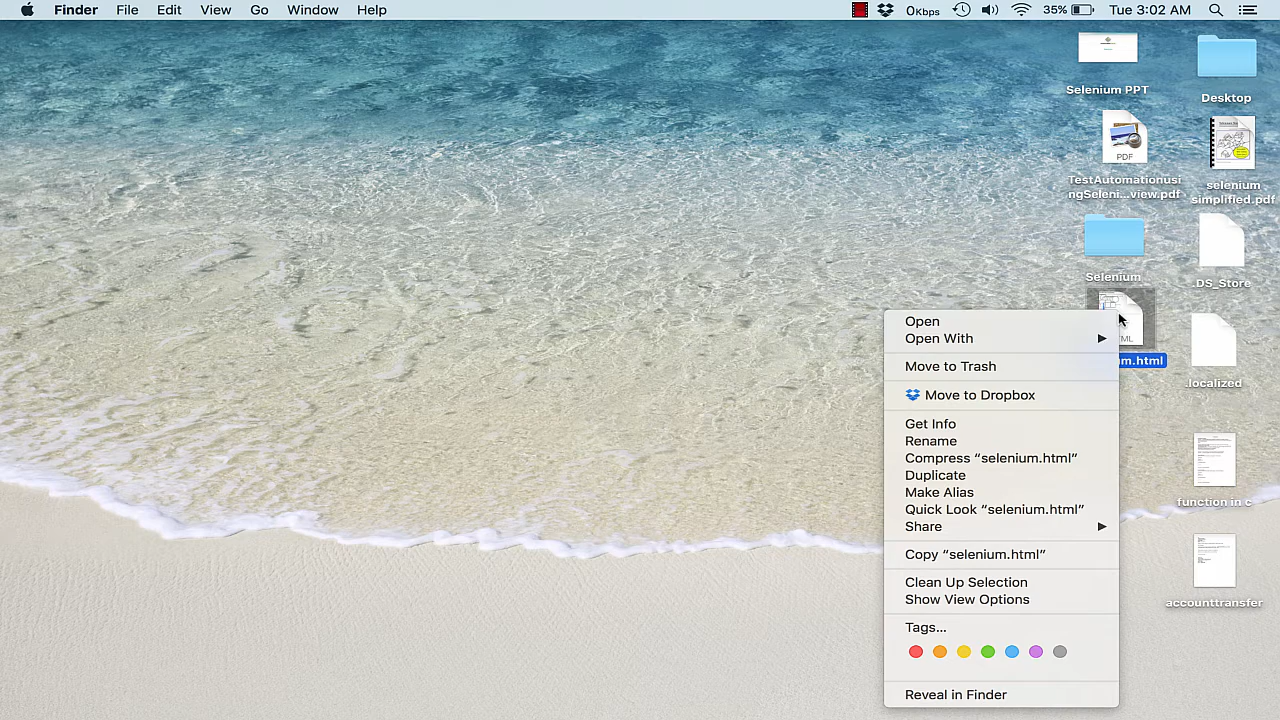 Finder File Edit View Go Window Help 0Kbps 35% Tue 3:02 AM
Selenium PPT
Desktop
PDF
TestAutomationusi
ngSeleni...view.pdf
selenium
simplified.pdf
Selenium
.DS_Store
.localized
function in c
accounttransfer
Open
Open With
Move to Trash
Move to Dropbox
Get Info
Rename
Compress “selenium.html”
Duplicate
Make Alias
Quick Look “selenium.html”
Share
Copy “selenium.html”
Clean Up Selection
Show View Options
Tags...
Reveal in Finder